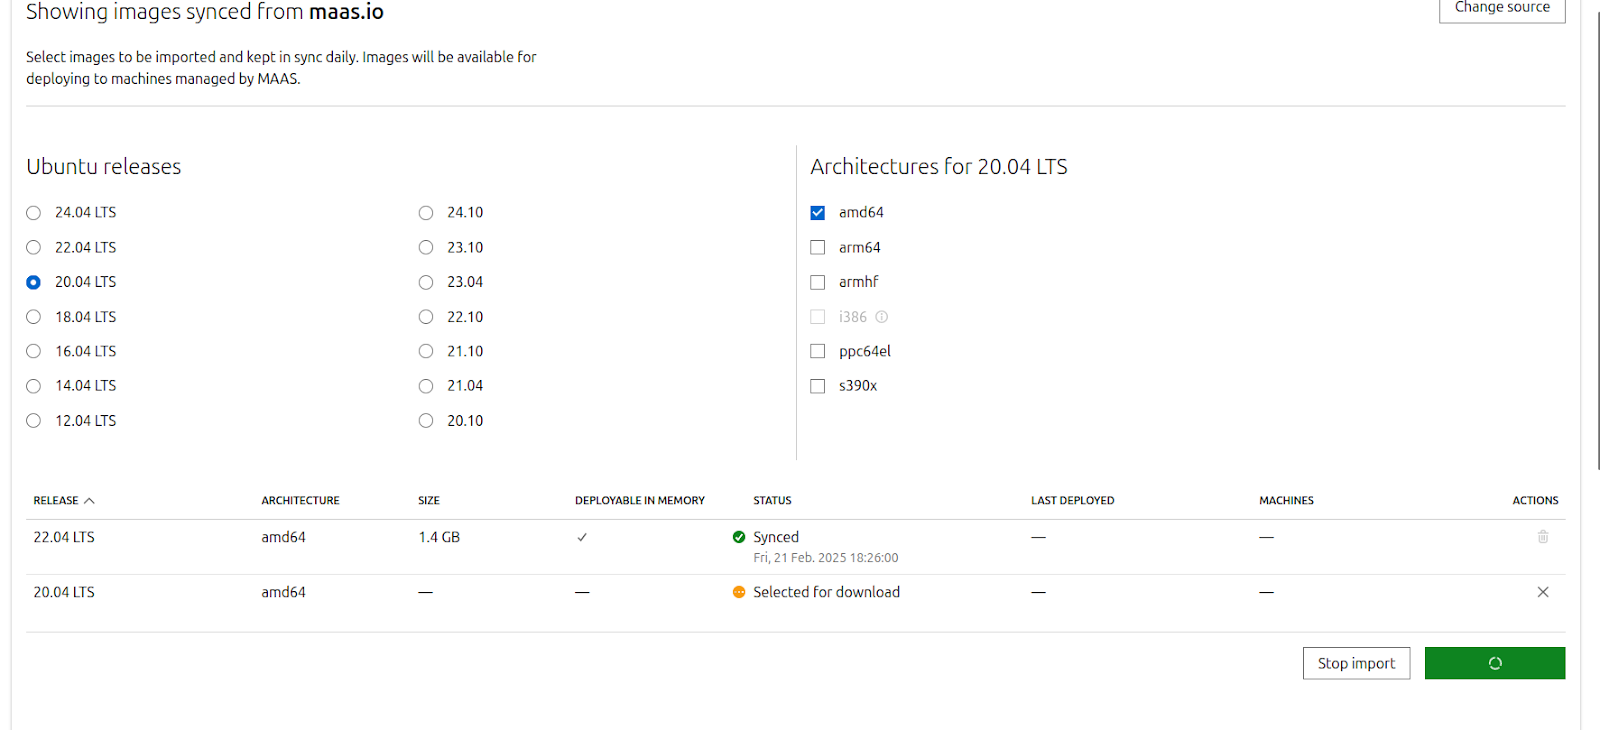 Showing images synced from maas.io
Change source
Select images to be imported and kept in sync daily. Images will be available for
deploying to machines managed by MAAS.
Ubuntu releases
24.04 LTS
22.04 LTS
20.04 LTS
18.04 LTS
16.04 LTS
14.04 LTS
12.04 LTS
24.10
23.10
23.04
22.10
21.10
21.04
20.10
Architectures for 20.04 LTS
amd64
arm64
armhf
i386
ppc64el
s390x
RELEASE ARCHITECTURE SIZE DEPLOYABLE IN MEMORY STATUS LAST DEPLOYED MACHINES ACTIONS
22.04 LTS amd64 1.4 GB Synced — —
Fri, 21 Feb. 2025 18:26:00
20.04 LTS amd64 — — Selected for download — —
Stop import